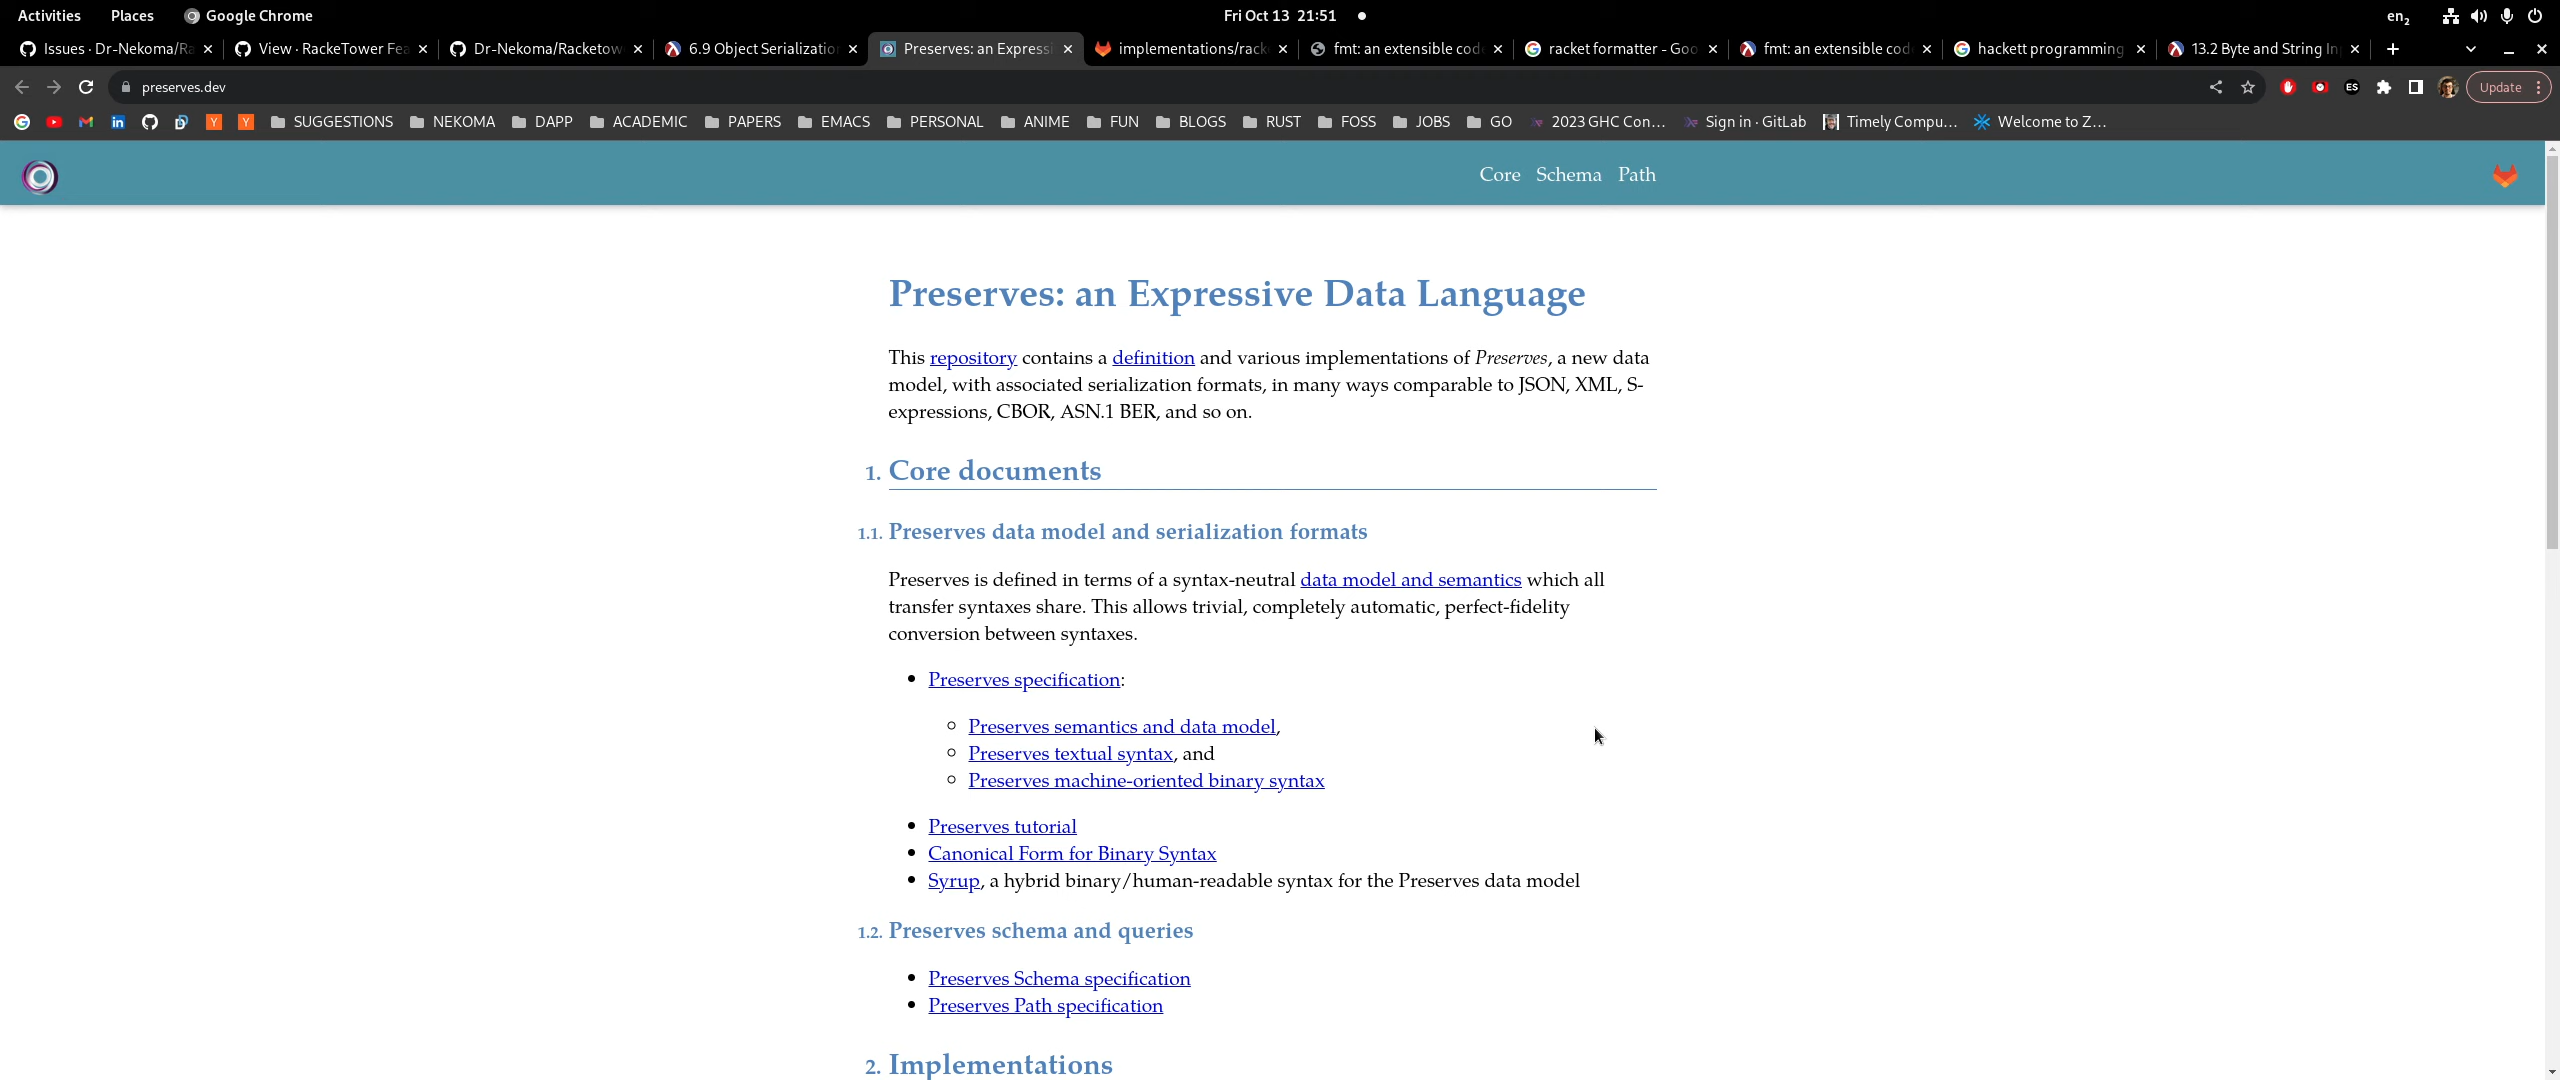 Activities Places Google Chrome Fri Oct 13 21:51 en2
Issues · Dr-Nekoma/Ra View · RackeTower Fea Dr-Nekoma/Racketow 6.9 Object Serializatio Preserves: an Expressi implementations/rack fmt: an extensible cod racket formatter - Goo fmt: an extensible cod hackett programming 13.2 Byte and String In
preserves.dev ES Update
SUGGESTIONS NEKOMA DAPP ACADEMIC PAPERS EMACS PERSONAL ANIME FUN BLOGS RUST FOSS JOBS GO 2023 GHC Con... Sign in · GitLab Timely Compu... Welcome to Z...
Core Schema Path
Preserves: an Expressive Data Language
This repository contains a definition and various implementations of Preserves, a new data
model, with associated serialization formats, in many ways comparable to JSON, XML, S-
expressions, CBOR, ASN.1 BER, and so on.
1. Core documents
1.1. Preserves data model and serialization formats
Preserves is defined in terms of a syntax-neutral data model and semantics which all
transfer syntaxes share. This allows trivial, completely automatic, perfect-fidelity
conversion between syntaxes.
Preserves specification:
Preserves semantics and data model,
Preserves textual syntax, and
Preserves machine-oriented binary syntax
Preserves tutorial
Canonical Form for Binary Syntax
Syrup, a hybrid binary/human-readable syntax for the Preserves data model
1.2. Preserves schema and queries
Preserves Schema specification
Preserves Path specification
2. Implementations